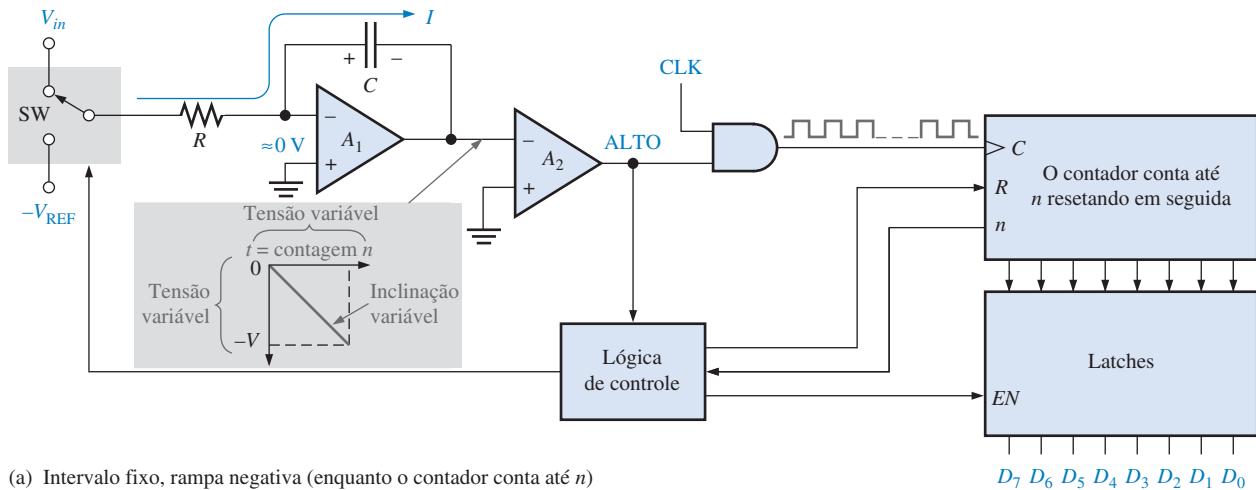 V_in
I
SW
R
+ C −
≈0 V
−
A_1
+
−V_REF
−
A_2
+
ALTO
CLK
C
R
n
O contador conta até
n resetando em seguida
Tensão variável
t = contagem n
0
Tensão
variável
Inclinação
variável
−V
Lógica
de controle
Latches
EN
D_7 D_6 D_5 D_4 D_3 D_2 D_1 D_0
(a) Intervalo fixo, rampa negativa (enquanto o contador conta até n)